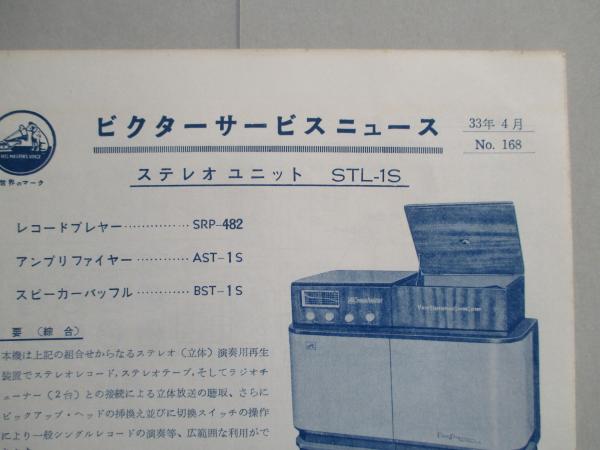 ビクターサービスニュース
33年4月
No. 168
HIS MASTER'S VOICE
世界のマーク
ステレオ ユニット STL-1S
レコードプレヤー‥‥‥‥‥ SRP-482
アンプリファイヤー‥‥‥‥ AST-1S
スピーカーバッフル‥‥‥‥ BST-1S
要 (綜合)
本機は上記の組合せからなるステレオ(立体)演奏用再生
装置でステレオレコード,ステレオテープ,そしてラジオチ
ューナー(2台)との接続による立体放送の聴取、さらに
ピックアップ・ヘッドの挿換え並びに切換スイッチの操作
により一般シングルレコードの演奏等、広範囲な利用がで